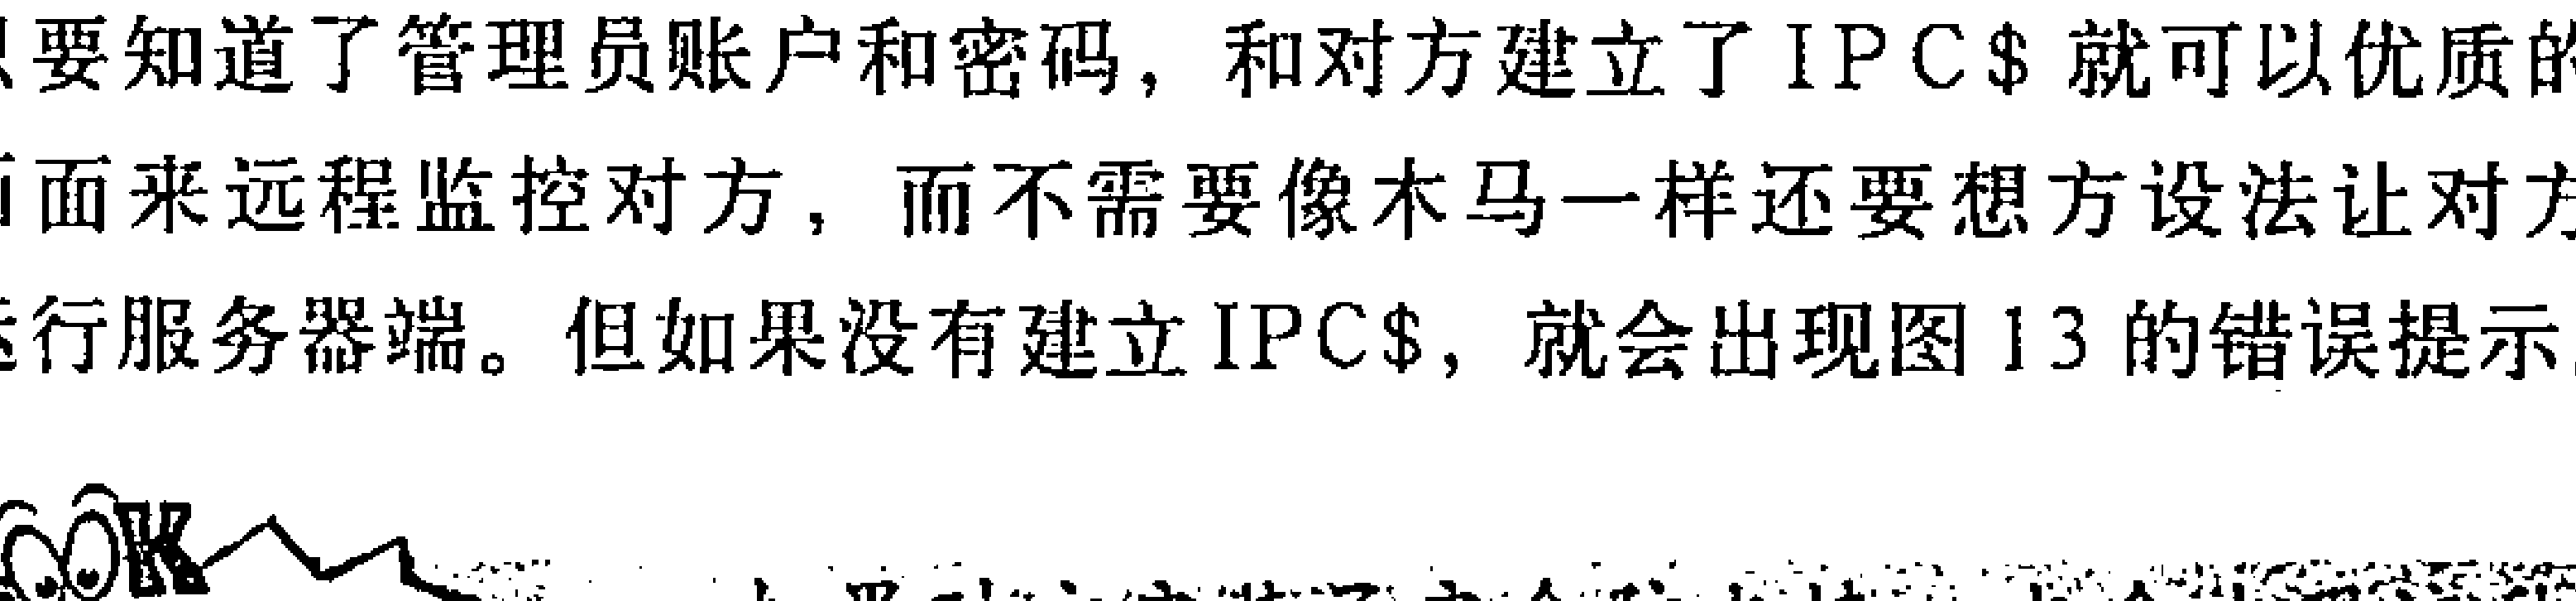 要知道了管理员账户和密码，和对方建立了IPC$就可以优质的
面来远程监控对方，而不需要像木马一样还要想方设法让对方
行服务器端。但如果没有建立IPC$，就会出现图13的错误提示